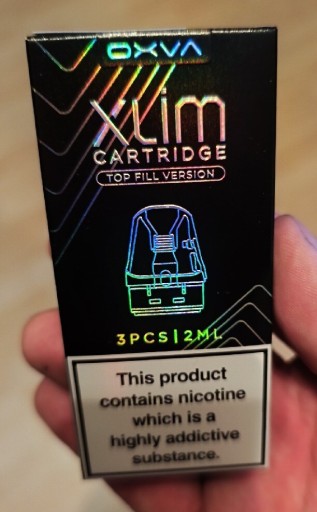 OXVA
XLIM
CARTRIDGE
TOP FILL VERSION
3PCS | 2ML
This product
contains nicotine
which is a
highly addictive
substance.